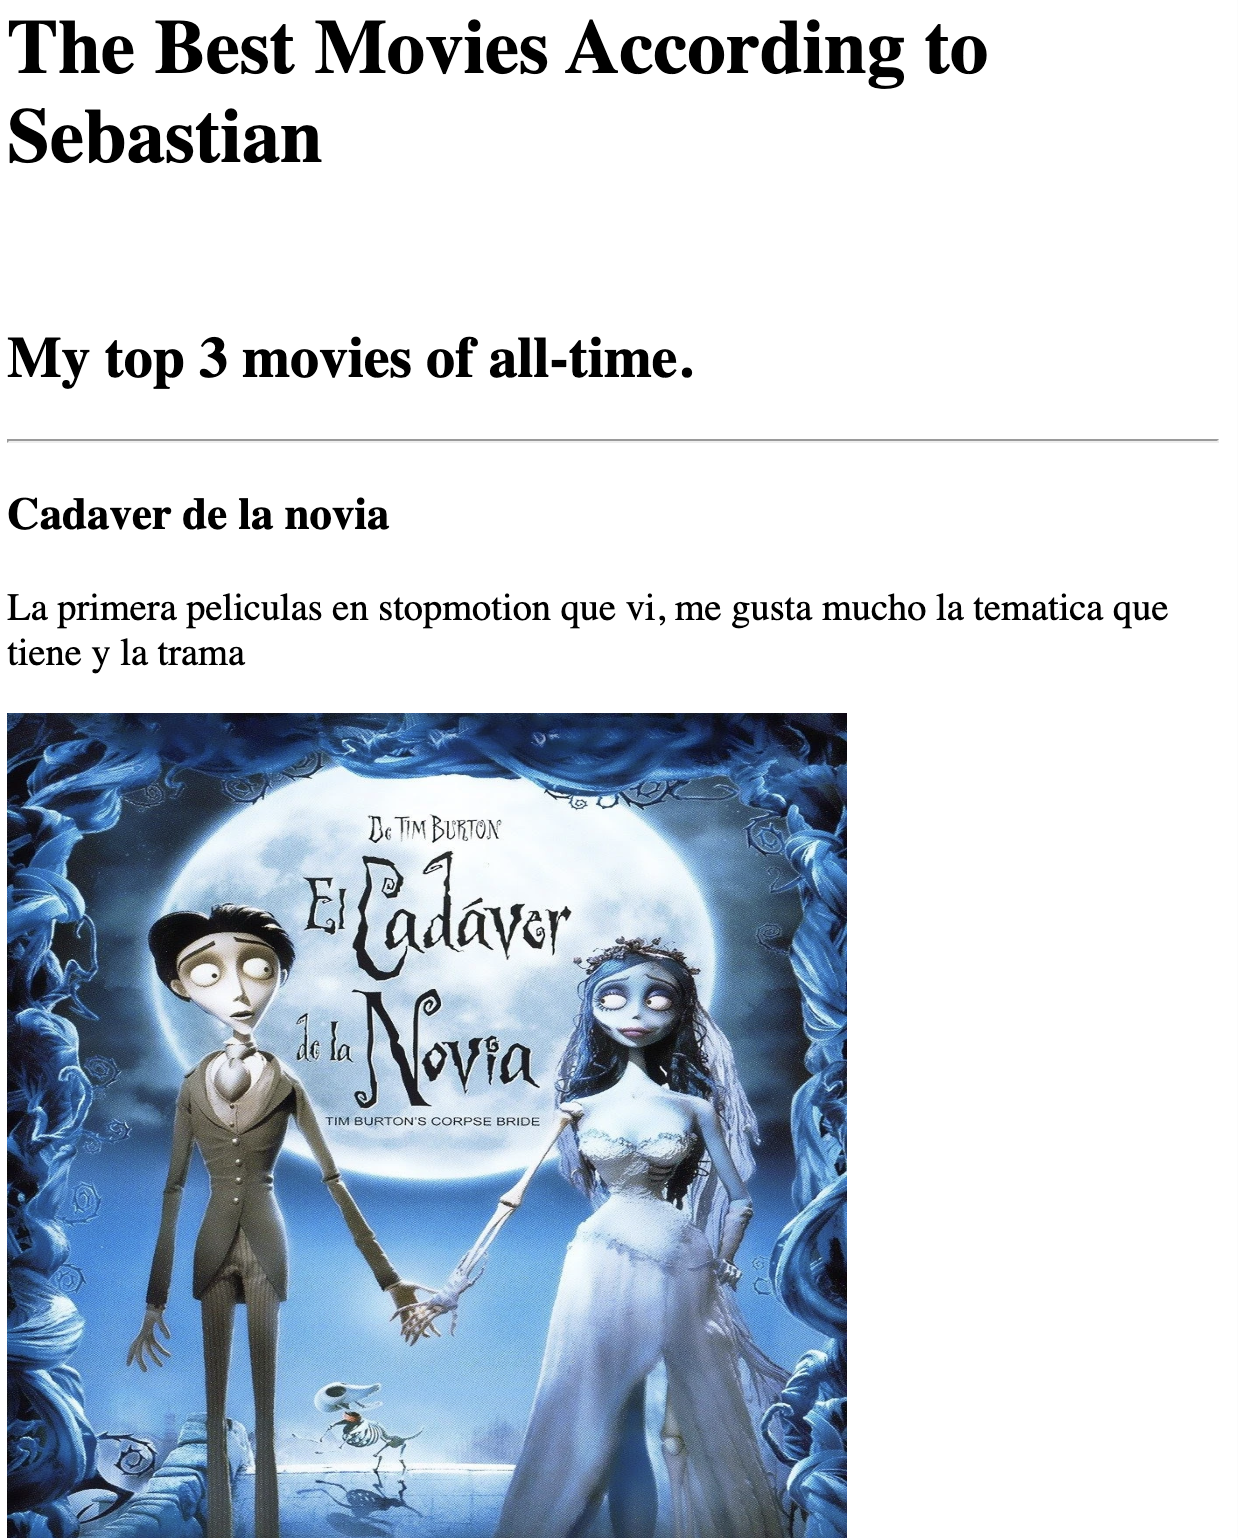 The Best Movies According to
Sebastian
My top 3 movies of all-time.
Cadaver de la novia
La primera peliculas en stopmotion que vi, me gusta mucho la tematica que
tiene y la trama
De TIM BURTON
El Cadáver
de la Novia
TIM BURTON'S CORPSE BRIDE